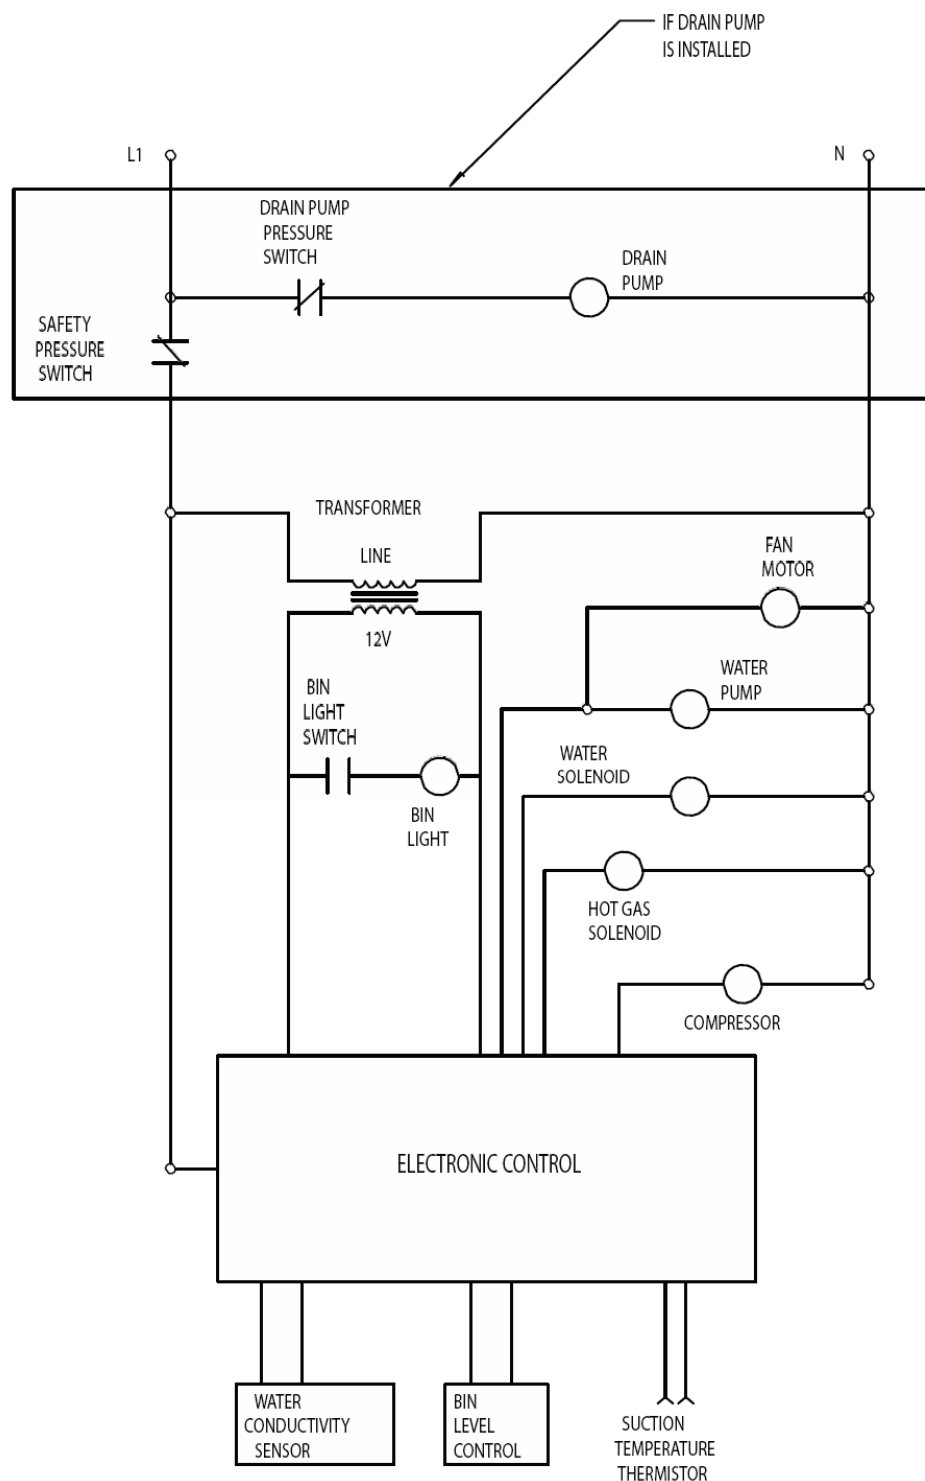 IF DRAIN PUMP
IS INSTALLED
L1
N
DRAIN PUMP
PRESSURE
SWITCH
DRAIN
PUMP
SAFETY
PRESSURE
SWITCH
TRANSFORMER
LINE
12V
FAN
MOTOR
BIN
LIGHT
SWITCH
WATER
PUMP
WATER
SOLENOID
BIN
LIGHT
HOT GAS
SOLENOID
COMPRESSOR
ELECTRONIC CONTROL
WATER
CONDUCTIVITY
SENSOR
BIN
LEVEL
CONTROL
SUCTION
TEMPERATURE
THERMISTOR